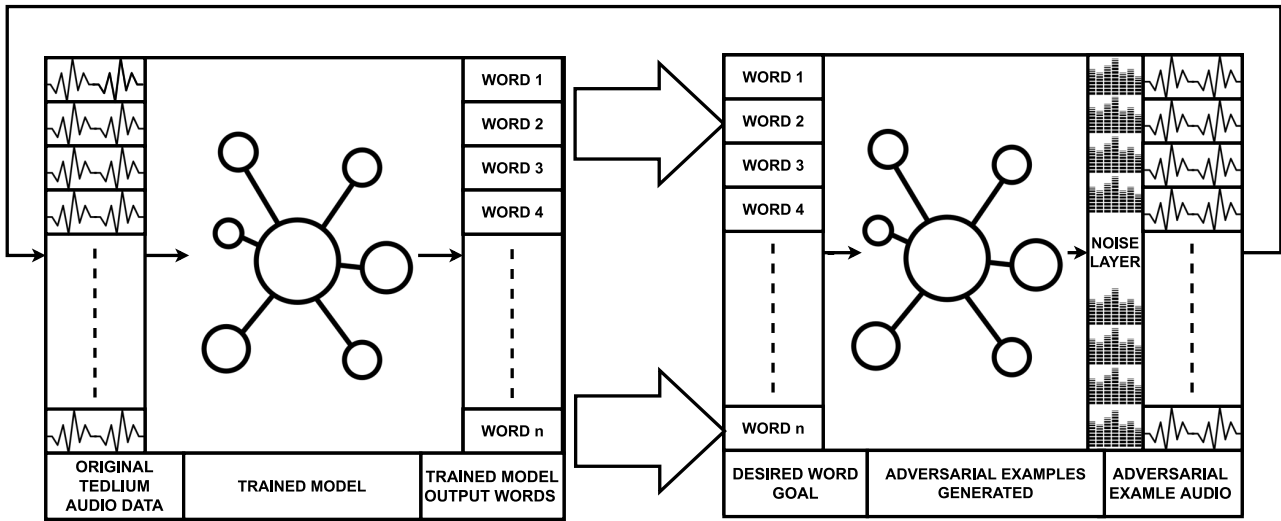 WORD 1
WORD 2
WORD 3
WORD 4
WORD n
ORIGINAL
TEDLIUM
AUDIO DATA
TRAINED MODEL
TRAINED MODEL
OUTPUT WORDS
WORD 1
WORD 2
WORD 3
WORD 4
WORD n
NOISE
LAYER
DESIRED WORD
GOAL
ADVERSARIAL EXAMPLES
GENERATED
ADVERSARIAL
EXAMLE AUDIO